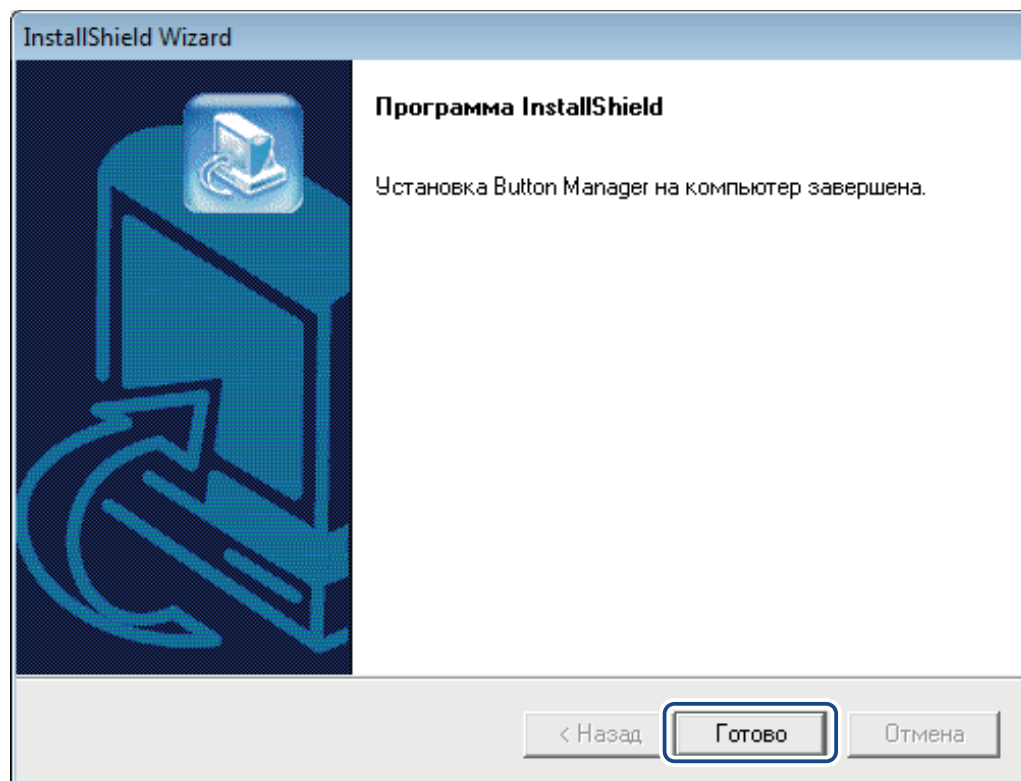 InstallShield Wizard
Программа InstallShield
Установка Button Manager на компьютер завершена.
< Назад
Готово
Отмена